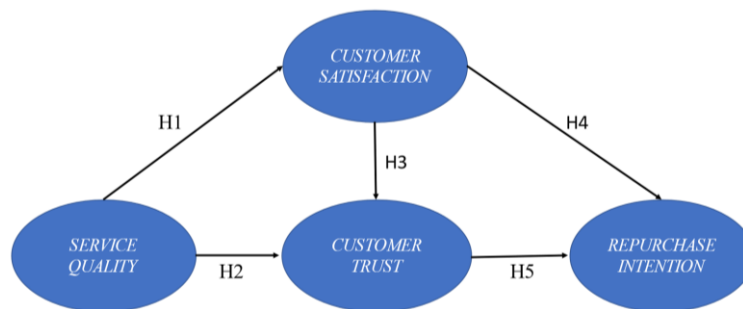 CUSTOMER
SATISFACTION
H1
H4
H3
SERVICE
QUALITY
H2
CUSTOMER
TRUST
H5
REPURCHASE
INTENTION